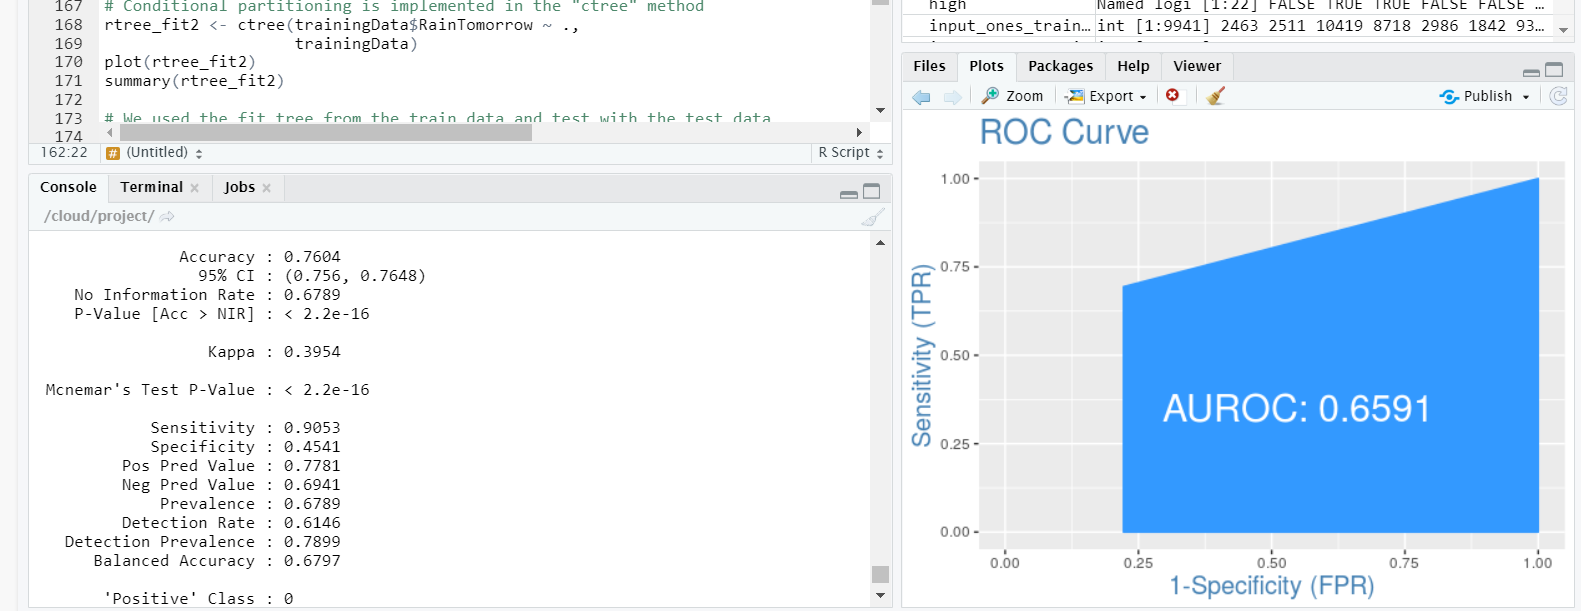 167 # Conditional partitioning is implemented in the "ctree" method
168 rtree_fit2 <- ctree(trainingData$RainTomorrow ~ .,
169 trainingData)
170 plot(rtree_fit2)
171 summary(rtree_fit2)
172
173 # We used the fit tree from the train data and test with the test data
174
162:22 # (Untitled) R Script
Console Terminal Jobs
/cloud/project/
Accuracy : 0.7604
95% CI : (0.756, 0.7648)
No Information Rate : 0.6789
P-Value [Acc > NIR] : < 2.2e-16
Kappa : 0.3954
Mcnemar's Test P-Value : < 2.2e-16
Sensitivity : 0.9053
Specificity : 0.4541
Pos Pred Value : 0.7781
Neg Pred Value : 0.6941
Prevalence : 0.6789
Detection Rate : 0.6146
Detection Prevalence : 0.7899
Balanced Accuracy : 0.6797
'Positive' Class : 0
high Named logi [1:22] FALSE TRUE TRUE FALSE FALSE …
input_ones_train… int [1:9941] 2463 2511 10419 8718 2986 1842 93…
Files Plots Packages Help Viewer
Zoom Export Publish
ROC Curve
1.00
0.75
0.50
0.25
0.00
Sensitivity (TPR)
AUROC: 0.6591
0.00 0.25 0.50 0.75 1.00
1-Specificity (FPR)